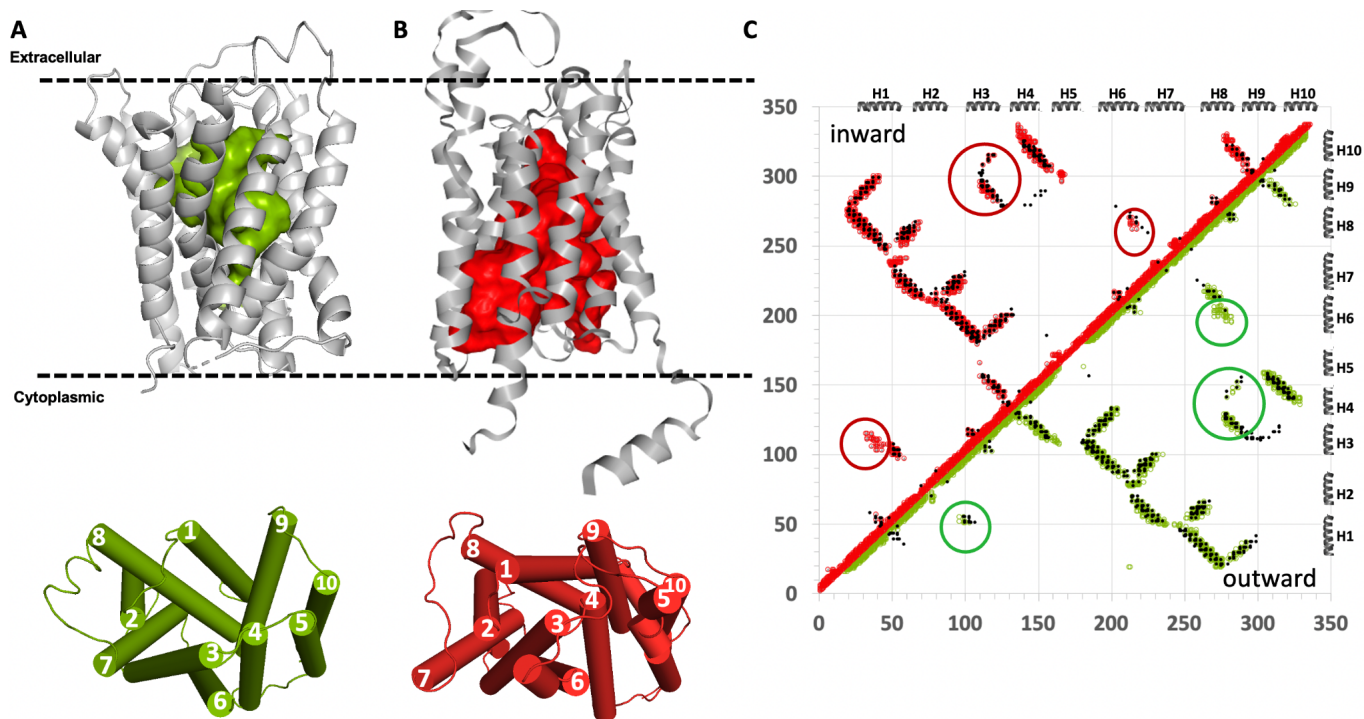 A
B
C
Extracellular
Cytoplasmic
H1 H2 H3 H4 H5 H6 H7 H8 H9 H10
350
300
250
200
150
100
50
0
inward
outward
0 50 100 150 200 250 300 350
H10
H9
H8
H7
H6
H5
H4
H3
H2
H1
8 1 9
10
2 4 5
7 3
6
9
8 1 10
4 5
2 3
7 6